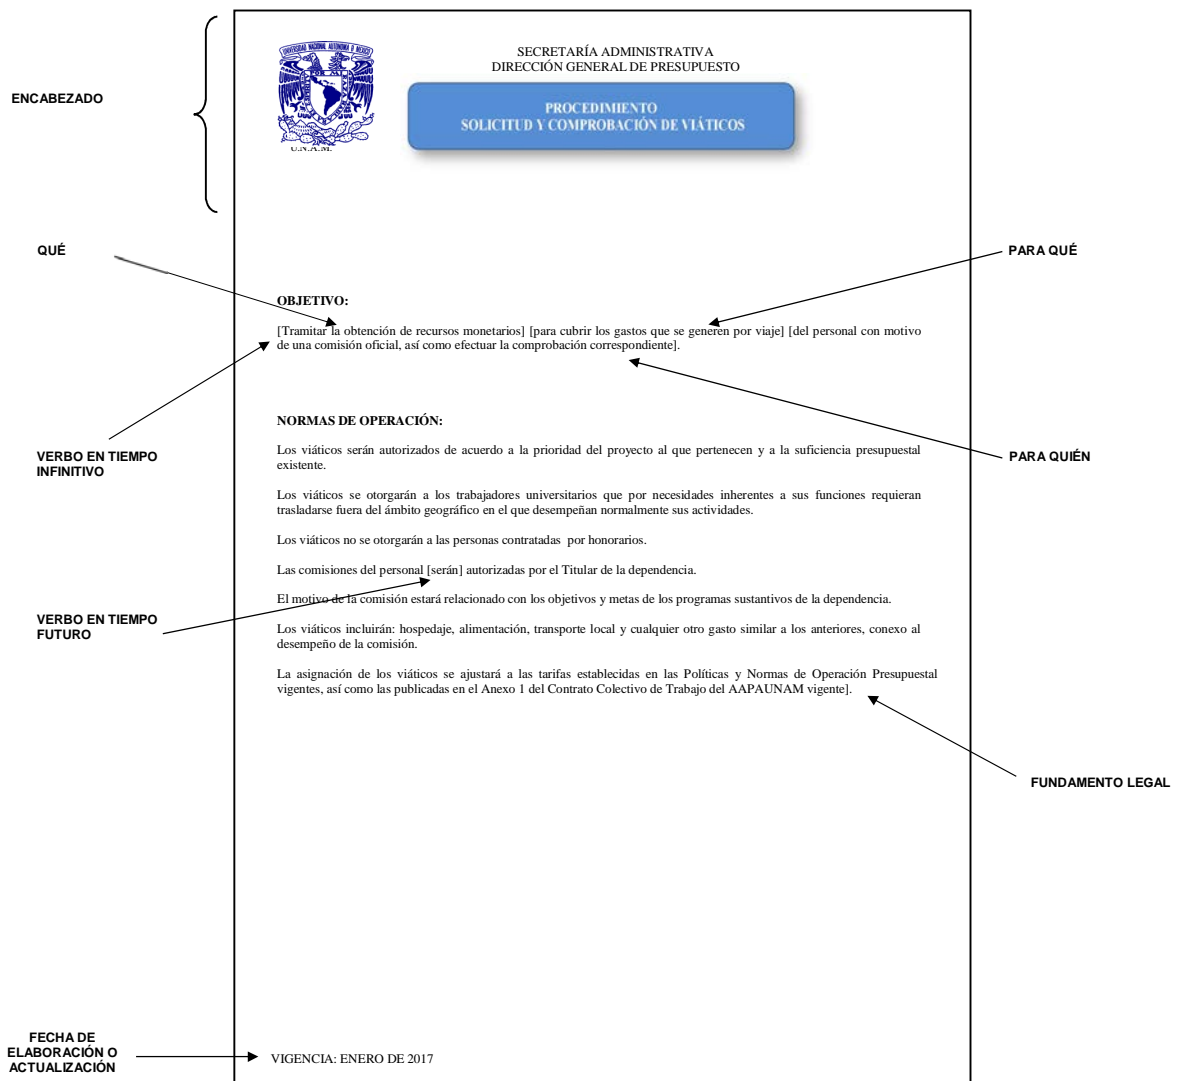 UNIVERSIDAD NACIONAL AUTONOMA D MEXICO
POR MI
RAZA
U.N.A.M.
SECRETARÍA ADMINISTRATIVA
DIRECCIÓN GENERAL DE PRESUPUESTO
PROCEDIMIENTO
SOLICITUD Y COMPROBACIÓN DE VIÁTICOS
ENCABEZADO
QUÉ
PARA QUÉ
OBJETIVO:
[Tramitar la obtención de recursos monetarios] [para cubrir los gastos que se generen por viaje] [del personal con motivo
de una comisión oficial, así como efectuar la comprobación correspondiente].
NORMAS DE OPERACIÓN:
Los viáticos serán autorizados de acuerdo a la prioridad del proyecto al que pertenecen y a la suficiencia presupuestal
existente.
VERBO EN TIEMPO
INFINITIVO
PARA QUIÉN
Los viáticos se otorgarán a los trabajadores universitarios que por necesidades inherentes a sus funciones requieran
trasladarse fuera del ámbito geográfico en el que desempeñan normalmente sus actividades.
Los viáticos no se otorgarán a las personas contratadas por honorarios.
Las comisiones del personal [serán] autorizadas por el Titular de la dependencia.
El motivo de la comisión estará relacionado con los objetivos y metas de los programas sustantivos de la dependencia.
VERBO EN TIEMPO
FUTURO
Los viáticos incluirán: hospedaje, alimentación, transporte local y cualquier otro gasto similar a los anteriores, conexo al
desempeño de la comisión.
La asignación de los viáticos se ajustará a las tarifas establecidas en las Políticas y Normas de Operación Presupuestal
vigentes, así como las publicadas en el Anexo 1 del Contrato Colectivo de Trabajo del AAPAUNAM vigente].
FUNDAMENTO LEGAL
FECHA DE
ELABORACIÓN O
ACTUALIZACIÓN
VIGENCIA: ENERO DE 2017